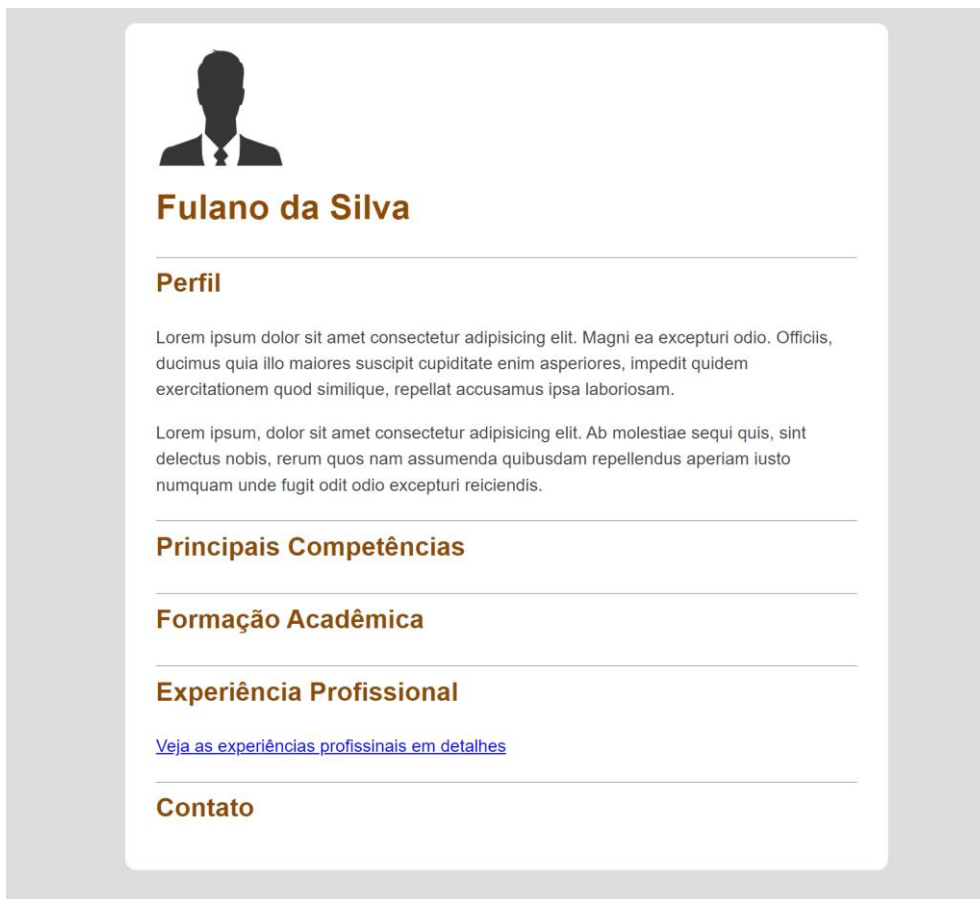 Fulano da Silva
Perfil
Lorem ipsum dolor sit amet consectetur adipisicing elit. Magni ea excepturi odio. Officiis,
ducimus quia illo maiores suscipit cupiditate enim asperiores, impedit quidem
exercitationem quod similique, repellat accusamus ipsa laboriosam.
Lorem ipsum, dolor sit amet consectetur adipisicing elit. Ab molestiae sequi quis, sint
delectus nobis, rerum quos nam assumenda quibusdam repellendus aperiam iusto
numquam unde fugit odit odio excepturi reiciendis.
Principais Competências
Formação Acadêmica
Experiência Profissional
Veja as experiências profissinais em detalhes
Contato